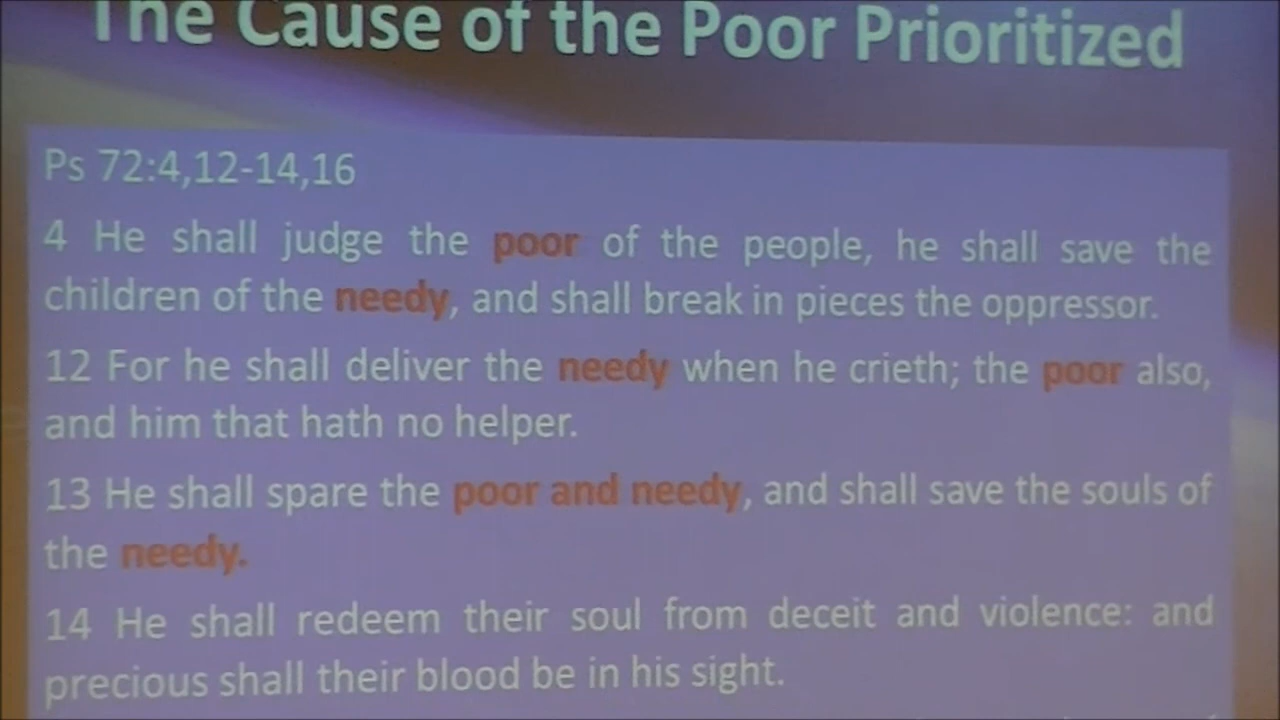 The Cause of the Poor Prioritized
Ps 72:4,12-14,16
4 He shall judge the poor of the people, he shall save the
children of the needy, and shall break in pieces the oppressor.
12 For he shall deliver the needy when he crieth; the poor also,
and him that hath no helper.
13 He shall spare the poor and needy, and shall save the souls of
the needy.
14 He shall redeem their soul from deceit and violence: and
precious shall their blood be in his sight.